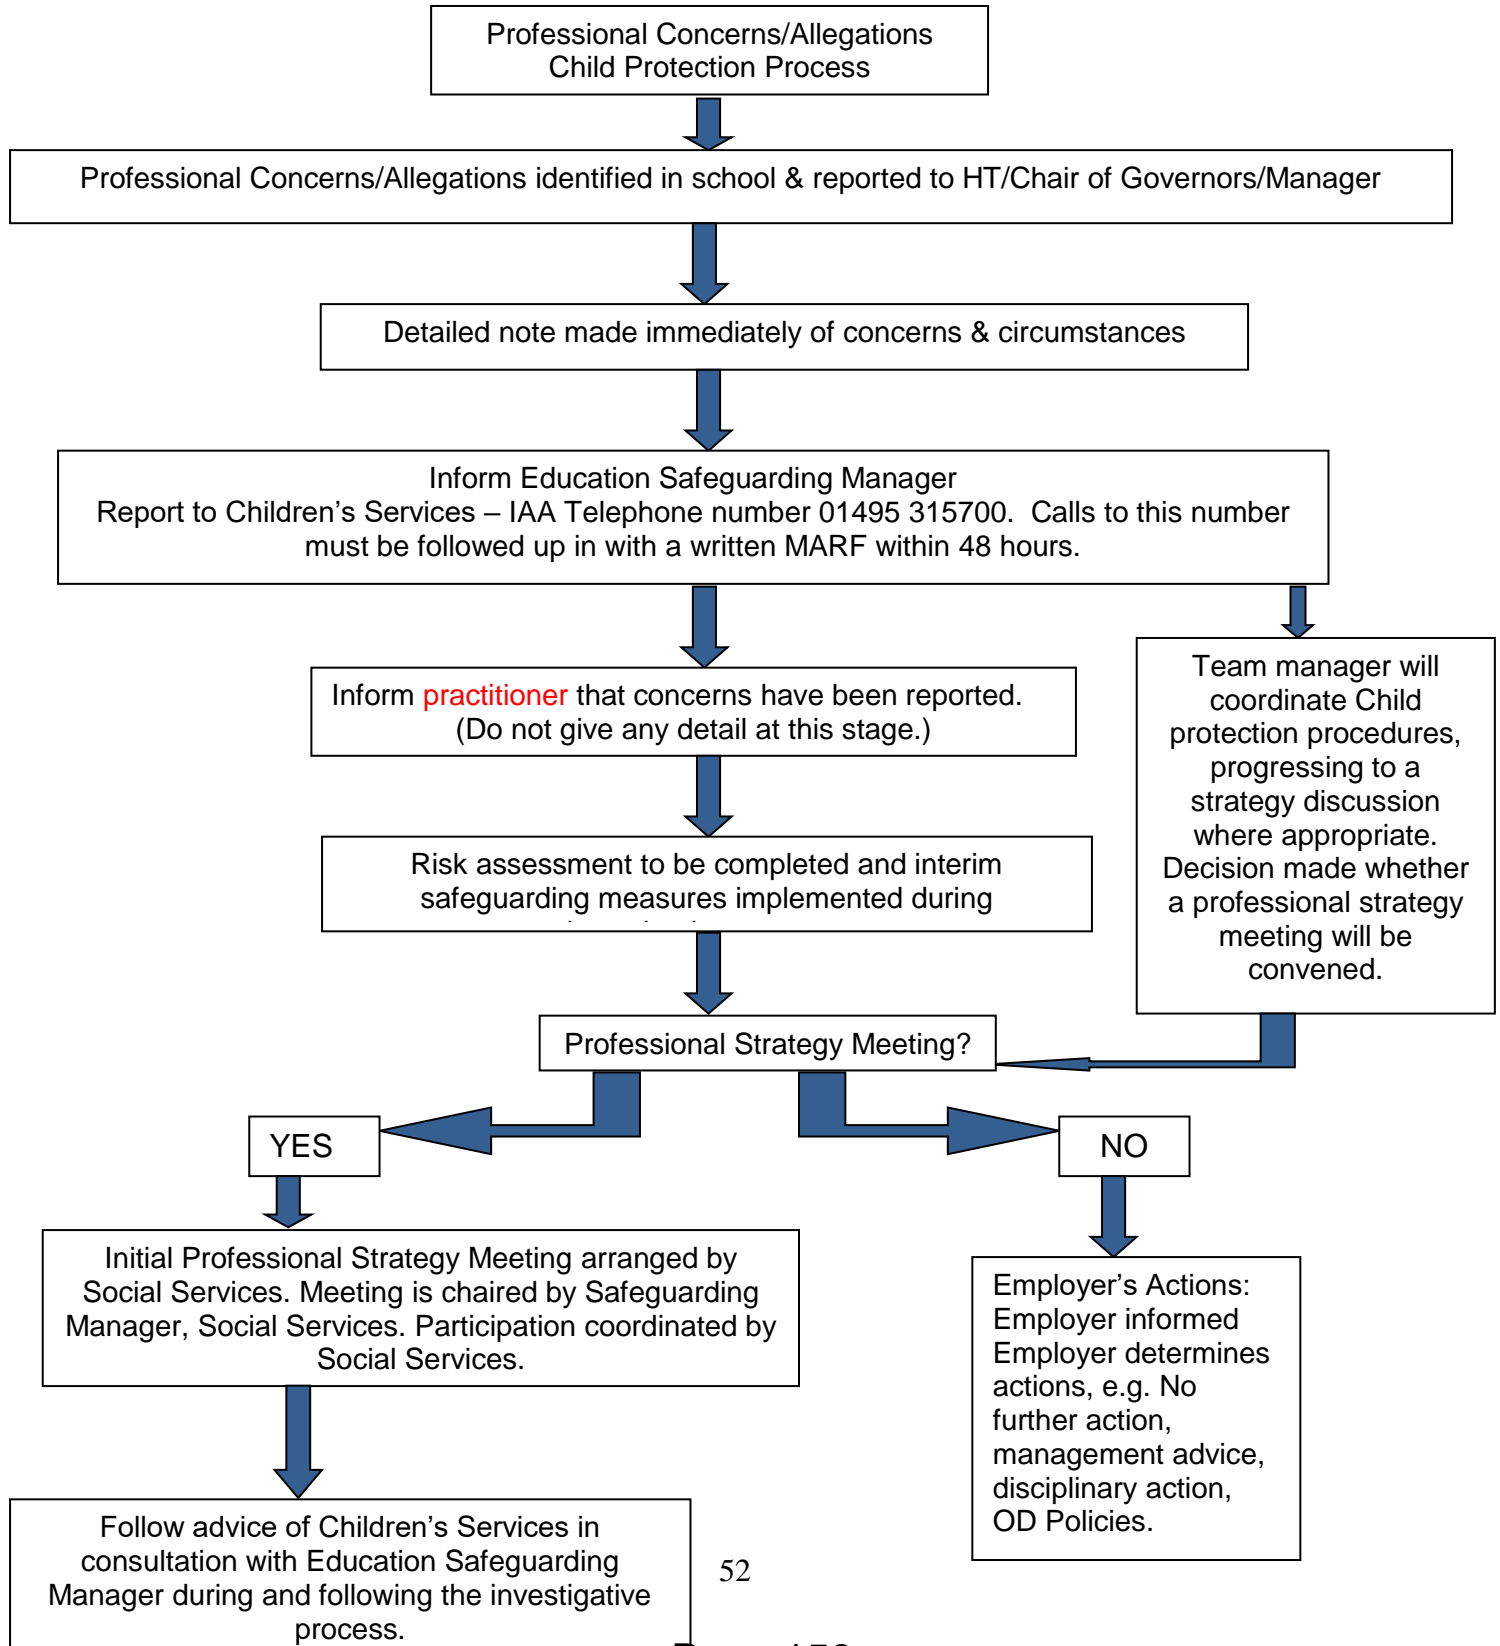 Professional Concerns/Allegations
Child Protection Process
Professional Concerns/Allegations identified in school & reported to HT/Chair of Governors/Manager
Detailed note made immediately of concerns & circumstances
Inform Education Safeguarding Manager
Report to Children’s Services – IAA Telephone number 01495 315700.  Calls to this number
must be followed up in with a written MARF within 48 hours.
Inform practitioner that concerns have been reported.
(Do not give any detail at this stage.)
Team manager will
coordinate Child
protection procedures,
progressing to a
strategy discussion
where appropriate.
Decision made whether
a professional strategy
meeting will be
convened.
Risk assessment to be completed and interim
safeguarding measures implemented during
Professional Strategy Meeting?
YES
NO
Initial Professional Strategy Meeting arranged by
Social Services. Meeting is chaired by Safeguarding
Manager, Social Services. Participation coordinated by
Social Services.
Employer’s Actions:
Employer informed
Employer determines
actions, e.g. No
further action,
management advice,
disciplinary action,
OD Policies.
Follow advice of Children’s Services in
consultation with Education Safeguarding
Manager during and following the investigative
process.
52